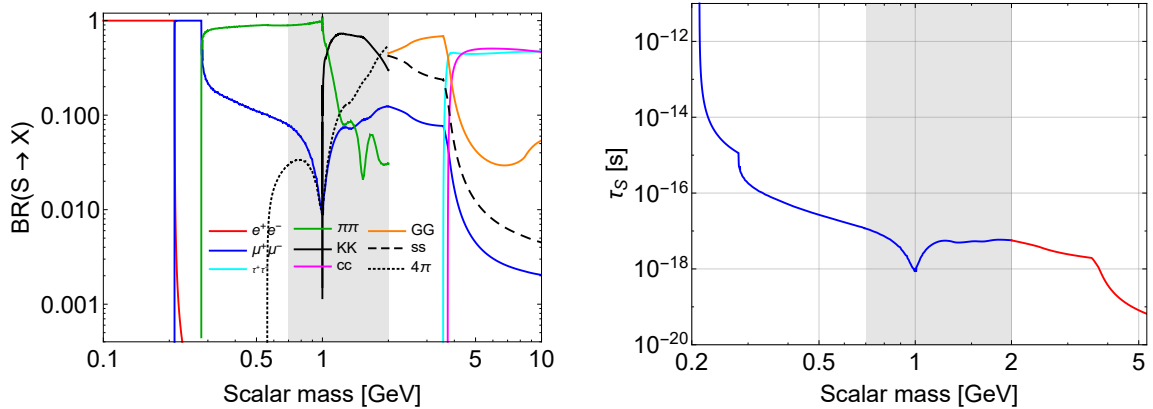 BR(S → X)
1
0.100
0.010
0.001
e⁺e⁻
μ⁺μ⁻
τ⁺τ
ππ
KK
cc
GG
ss
4π
0.1 0.5 1 5 10
Scalar mass [GeV]
τ_S [s]
10⁻¹²
10⁻¹⁴
10⁻¹⁶
10⁻¹⁸
10⁻²⁰
0.2 0.5 1 2 5
Scalar mass [GeV]